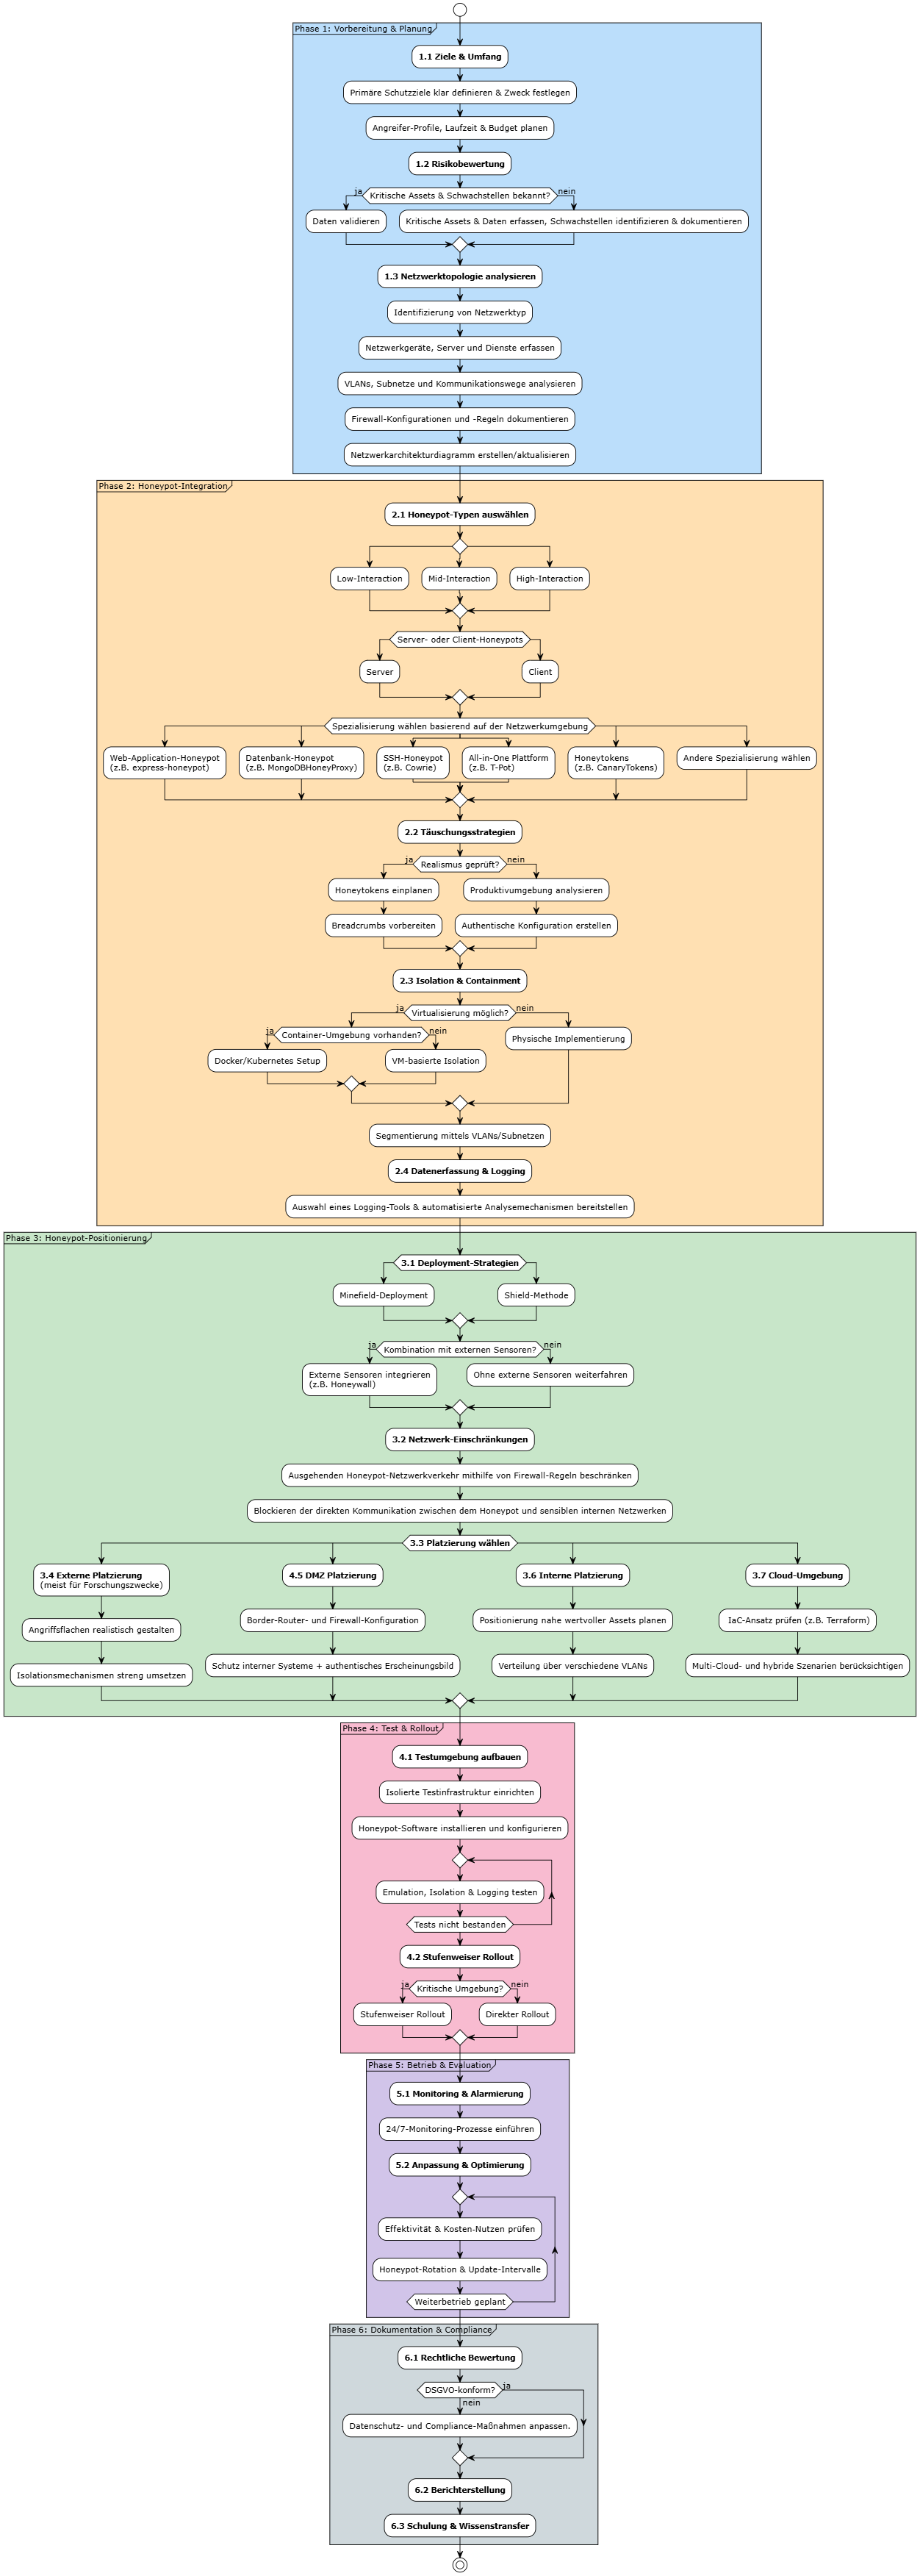 Phase 1: Vorbereitung & Planung
1.1 Ziele & Umfang
Primäre Schutzziele klar definieren & Zweck festlegen
Angreifer-Profile, Laufzeit & Budget planen
1.2 Risikobewertung
ja
Kritische Assets & Schwachstellen bekannt?
nein
Daten validieren
Kritische Assets & Daten erfassen, Schwachstellen identifizieren & dokumentieren
1.3 Netzwerktopologie analysieren
Identifizierung von Netzwerktyp
Netzwerkgeräte, Server und Dienste erfassen
VLANs, Subnetze und Kommunikationswege analysieren
Firewall-Konfigurationen und -Regeln dokumentieren
Netzwerkarchitekturdiagramm erstellen/aktualisieren
Phase 2: Honeypot-Integration
2.1 Honeypot-Typen auswählen
Low-Interaction
Mid-Interaction
High-Interaction
Server- oder Client-Honeypots
Server
Client
Spezialisierung wählen basierend auf der Netzwerkumgebung
Web-Application-Honeypot
(z.B. express-honeypot)
Datenbank-Honeypot
(z.B. MongoDBHoneyProxy)
SSH-Honeypot
(z.B. Cowrie)
All-in-One Plattform
(z.B. T-Pot)
Honeytokens
(z.B. CanaryTokens)
Andere Spezialisierung wählen
2.2 Täuschungsstrategien
ja
Realismus geprüft?
nein
Honeytokens einplanen
Produktivumgebung analysieren
Breadcrumbs vorbereiten
Authentische Konfiguration erstellen
2.3 Isolation & Containment
ja
Virtualisierung möglich?
nein
ja
Container-Umgebung vorhanden?
nein
Physische Implementierung
Docker/Kubernetes Setup
VM-basierte Isolation
Segmentierung mittels VLANs/Subnetzen
2.4 Datenerfassung & Logging
Auswahl eines Logging-Tools & automatisierte Analysemechanismen bereitstellen
Phase 3: Honeypot-Positionierung
3.1 Deployment-Strategien
Minefield-Deployment
Shield-Methode
ja
Kombination mit externen Sensoren?
nein
Externe Sensoren integrieren
(z.B. Honeywall)
Ohne externe Sensoren weiterfahren
3.2 Netzwerk-Einschränkungen
Ausgehenden Honeypot-Netzwerkverkehr mithilfe von Firewall-Regeln beschränken
Blockieren der direkten Kommunikation zwischen dem Honeypot und sensiblen internen Netzwerken
3.3 Platzierung wählen
3.4 Externe Platzierung
(meist für Forschungszwecke)
4.5 DMZ Platzierung
3.6 Interne Platzierung
3.7 Cloud-Umgebung
Angriffsflachen realistisch gestalten
Border-Router- und Firewall-Konfiguration
Positionierung nahe wertvoller Assets planen
IaC-Ansatz prüfen (z.B. Terraform)
Isolationsmechanismen streng umsetzen
Schutz interner Systeme + authentisches Erscheinungsbild
Verteilung über verschiedene VLANs
Multi-Cloud- und hybride Szenarien berücksichtigen
Phase 4: Test & Rollout
4.1 Testumgebung aufbauen
Isolierte Testinfrastruktur einrichten
Honeypot-Software installieren und konfigurieren
Emulation, Isolation & Logging testen
Tests nicht bestanden
4.2 Stufenweiser Rollout
ja
Kritische Umgebung?
nein
Stufenweiser Rollout
Direkter Rollout
Phase 5: Betrieb & Evaluation
5.1 Monitoring & Alarmierung
24/7-Monitoring-Prozesse einführen
5.2 Anpassung & Optimierung
Effektivität & Kosten-Nutzen prüfen
Honeypot-Rotation & Update-Intervalle
Weiterbetrieb geplant
Phase 6: Dokumentation & Compliance
6.1 Rechtliche Bewertung
DSGVO-konform?
ja
nein
Datenschutz- und Compliance-Maßnahmen anpassen.
6.2 Berichterstellung
6.3 Schulung & Wissenstransfer